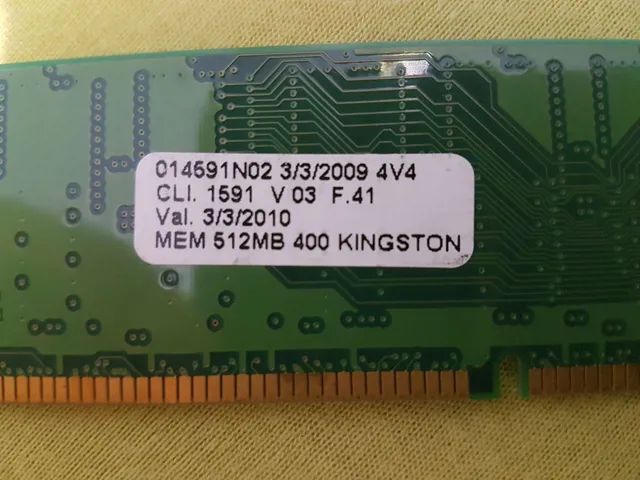 014591N02 3/3/2009 4V4
CLI. 1591 V 03 F.41
Val. 3/3/2010
MEM 512MB 400 KINGSTON